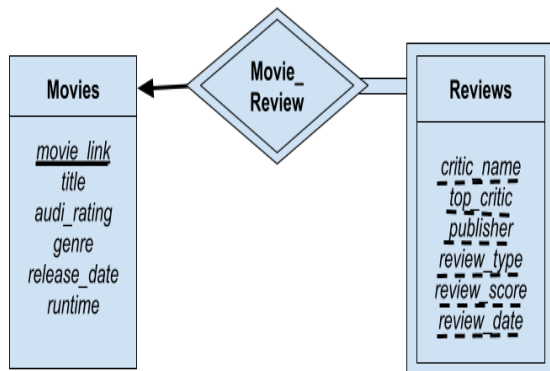 Movies
movie_link
title
audi_rating
genre
release_date
runtime
Movie_
Review
Reviews
critic_name
top_critic
publisher
review_type
review_score
review_date